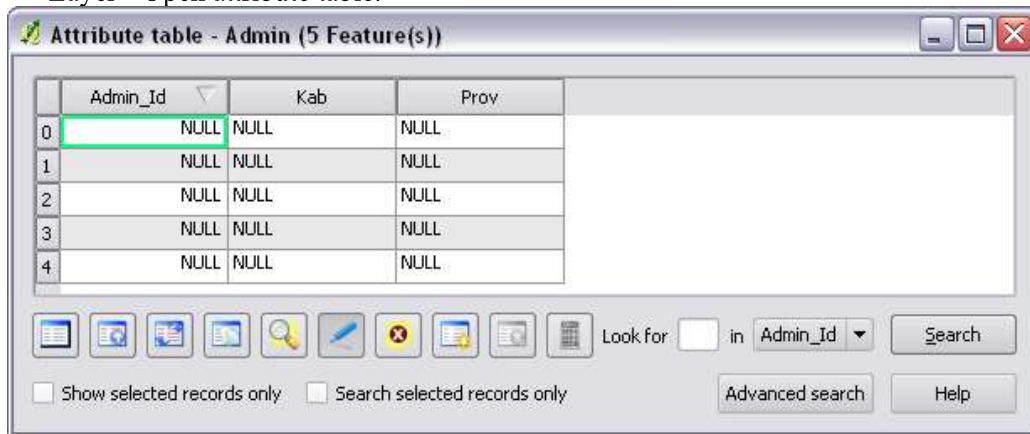 Attribute table - Admin (5 Feature(s))
Admin_Id Kab Prov
0 NULL NULL NULL
1 NULL NULL NULL
2 NULL NULL NULL
3 NULL NULL NULL
4 NULL NULL NULL
Look for in Admin_Id Search
Show selected records only Search selected records only Advanced search Help